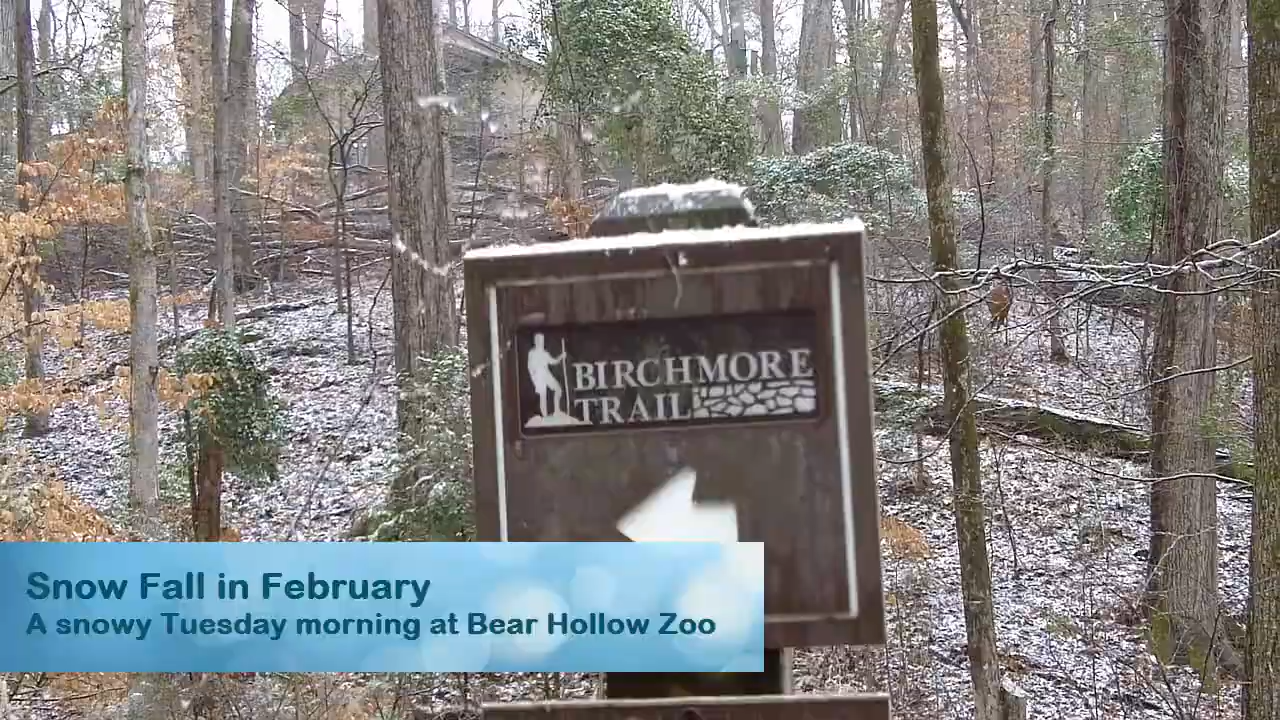 BIRCHMORE
TRAIL
Snow Fall in February
A snowy Tuesday morning at Bear Hollow Zoo